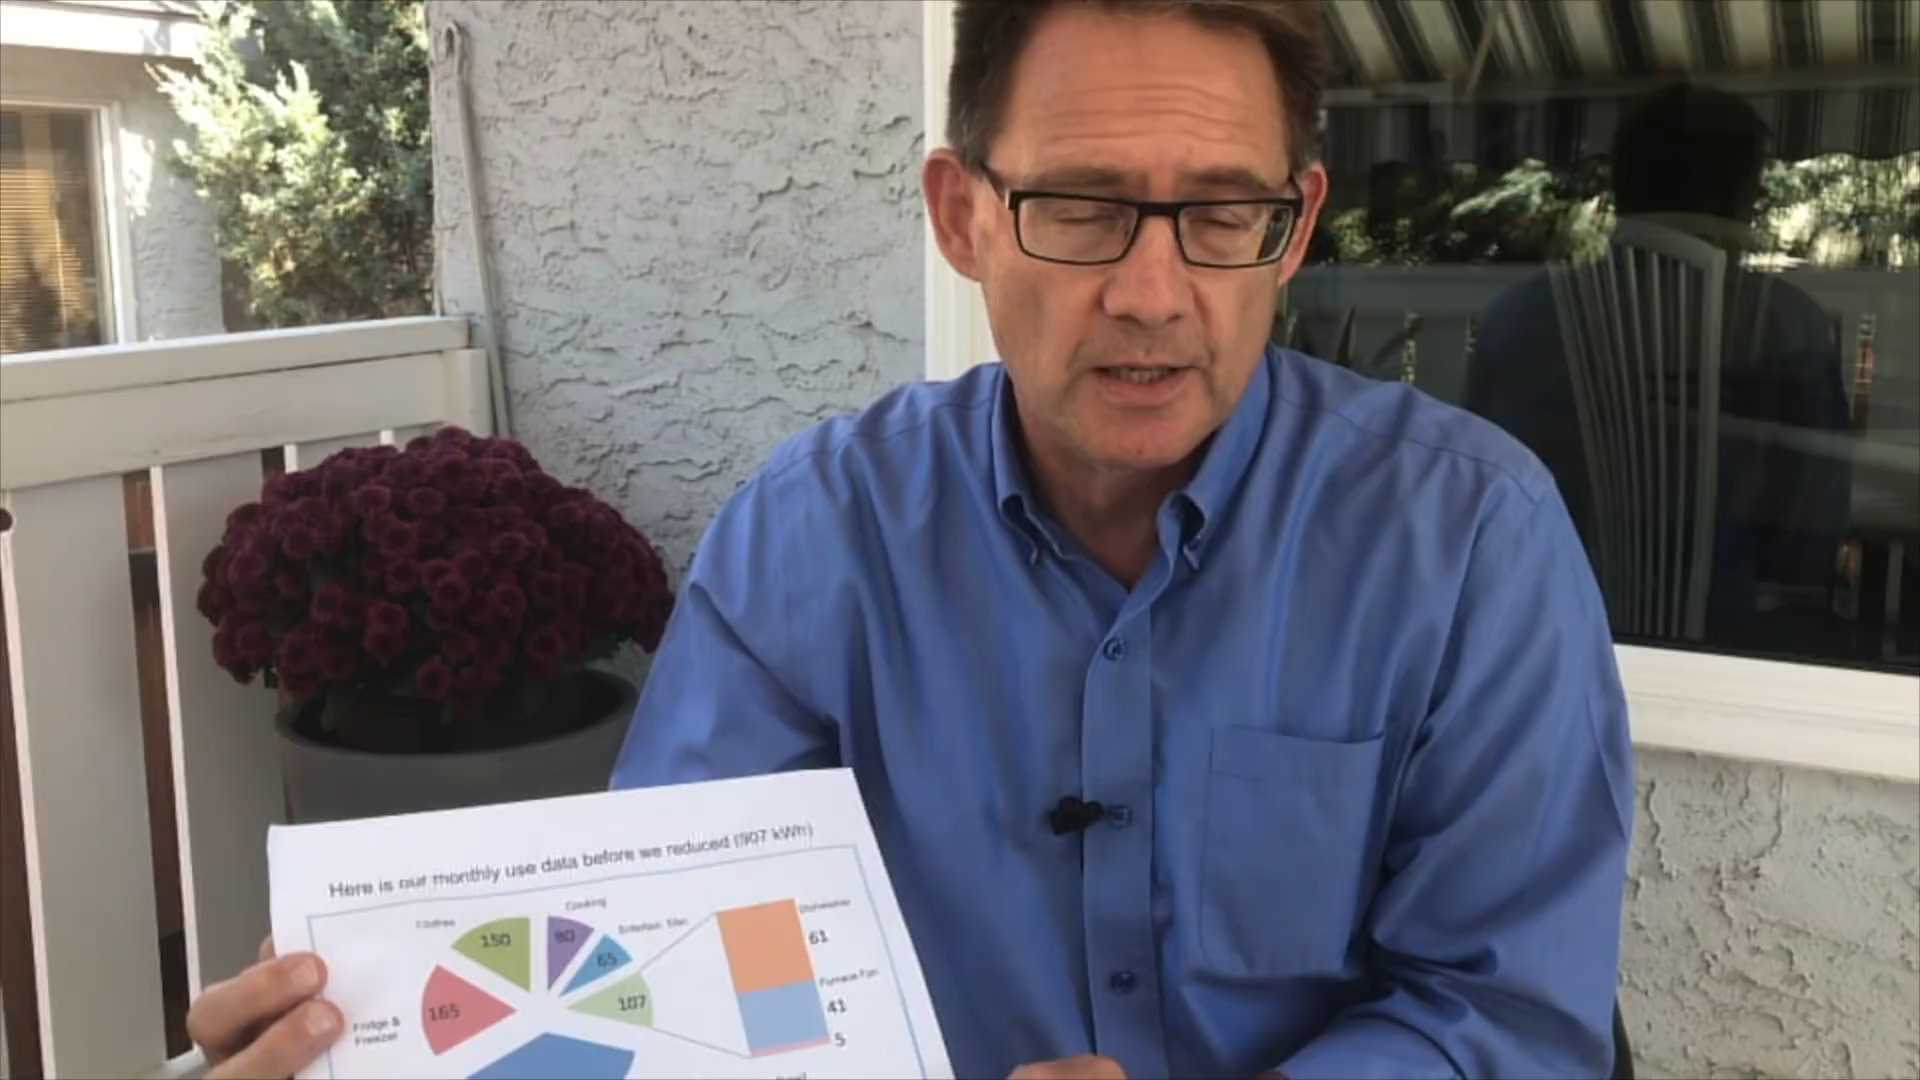 Here is our monthly use data before we reduced (907 kWh)
Clothes
Cooking
Entertain. Elec.
Dishwasher
150
80
65
61
Furnace Fan
165
107
41
Fridge &
Freezer
5